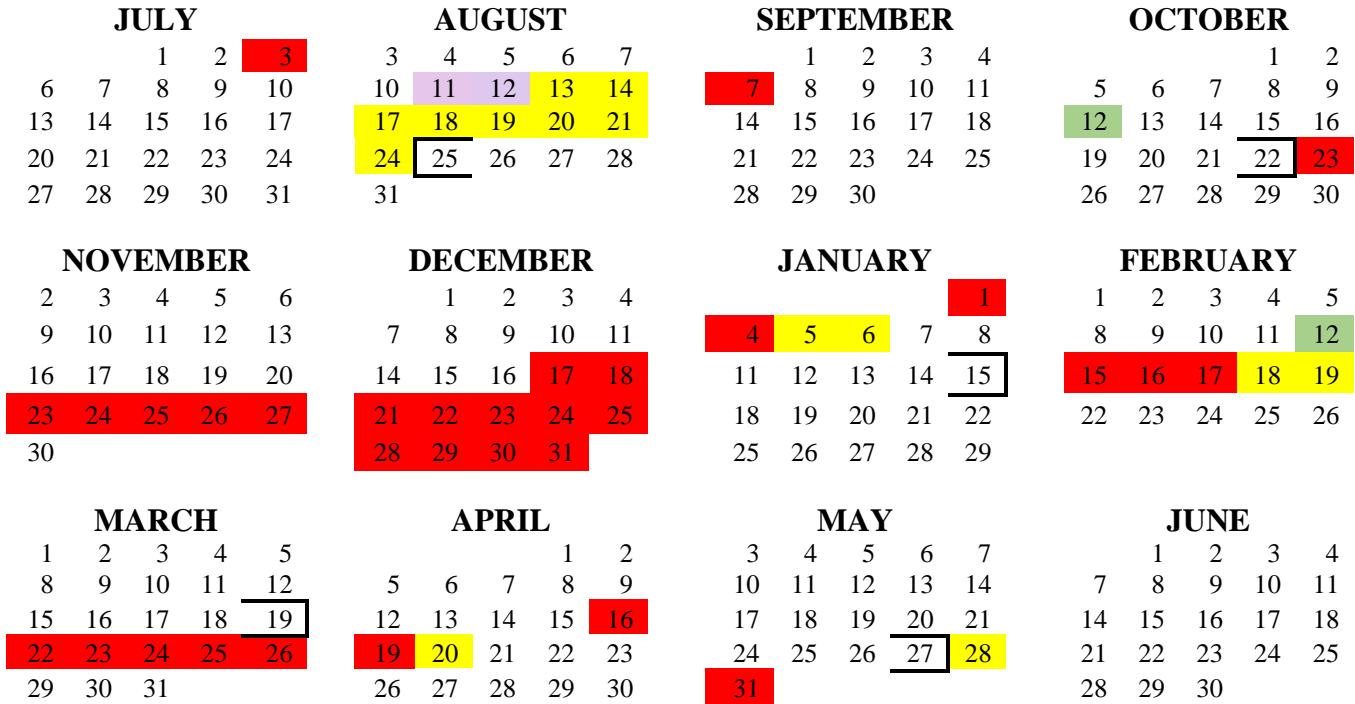 JULY AUGUST SEPTEMBER OCTOBER
1 2 3 3 4 5 6 7 1 2 3 4 1 2
6 7 8 9 10 10 11 12 13 14 7 8 9 10 11 5 6 7 8 9
13 14 15 16 17 17 18 19 20 21 14 15 16 17 18 12 13 14 15 16
20 21 22 23 24 24 25 26 27 28 21 22 23 24 25 19 20 21 22 23
27 28 29 30 31 31 28 29 30 26 27 28 29 30
NOVEMBER DECEMBER JANUARY FEBRUARY
2 3 4 5 6 1 2 3 4 1 1 2 3 4 5
9 10 11 12 13 7 8 9 10 11 4 5 6 7 8 8 9 10 11 12
16 17 18 19 20 14 15 16 17 18 11 12 13 14 15 15 16 17 18 19
23 24 25 26 27 21 22 23 24 25 18 19 20 21 22 22 23 24 25 26
30 28 29 30 31 25 26 27 28 29
MARCH APRIL MAY JUNE
1 2 3 4 5 1 2 3 4 5 6 7 1 2 3 4
8 9 10 11 12 5 6 7 8 9 10 11 12 13 14 7 8 9 10 11
15 16 17 18 19 12 13 14 15 16 17 18 19 20 21 14 15 16 17 18
22 23 24 25 26 19 20 21 22 23 24 25 26 27 28 21 22 23 24 25
29 30 31 26 27 28 29 30 31 28 29 30